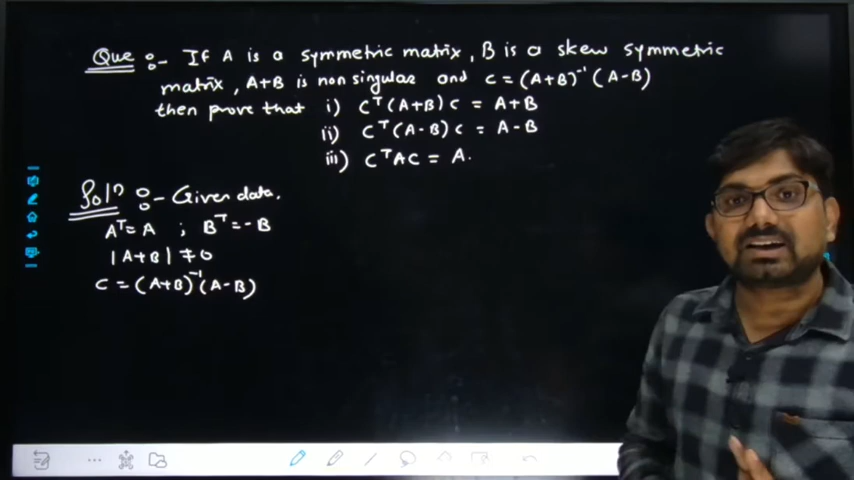 Que :- If A is a symmetric matrix, B is a skew symmetric
matrix, A+B is non singular and C = (A+B)⁻¹ (A-B)
then prove that i) Cᵀ(A+B)C = A+B
ii) Cᵀ(A-B)C = A-B
iii) CᵀAC = A.
Solⁿ :- Given data.
Aᵀ= A ; Bᵀ= -B
|A+B| ≠ 0
C = (A+B)⁻¹(A-B)